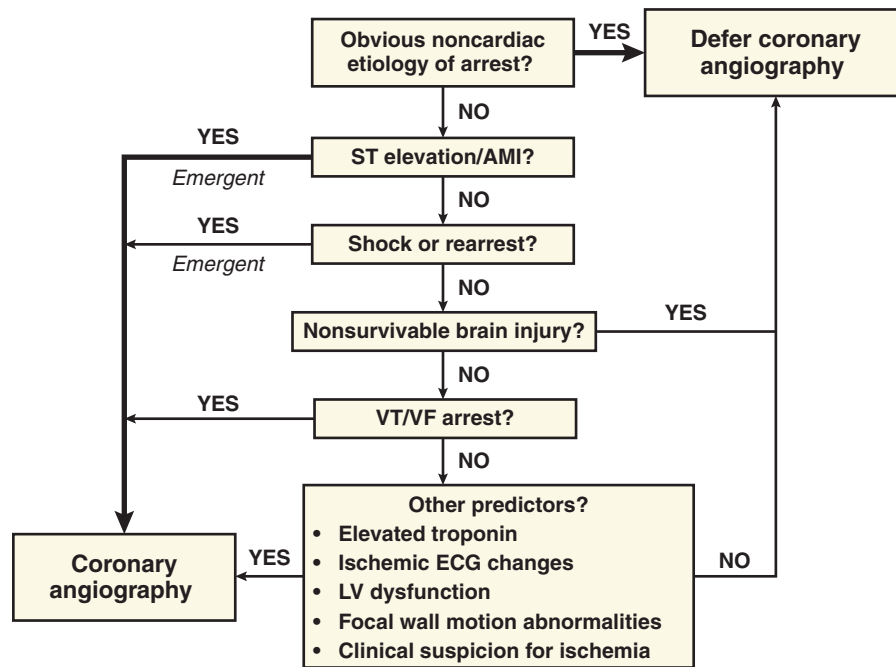 Obvious noncardiac
etiology of arrest?
YES
Defer coronary
angiography
NO
YES
ST elevation/AMI?
Emergent
NO
YES
Shock or rearrest?
Emergent
NO
Nonsurvivable brain injury?
YES
NO
YES
VT/VF arrest?
NO
Other predictors?
• Elevated troponin
• Ischemic ECG changes
• LV dysfunction
• Focal wall motion abnormalities
• Clinical suspicion for ischemia
YES
NO
Coronary
angiography